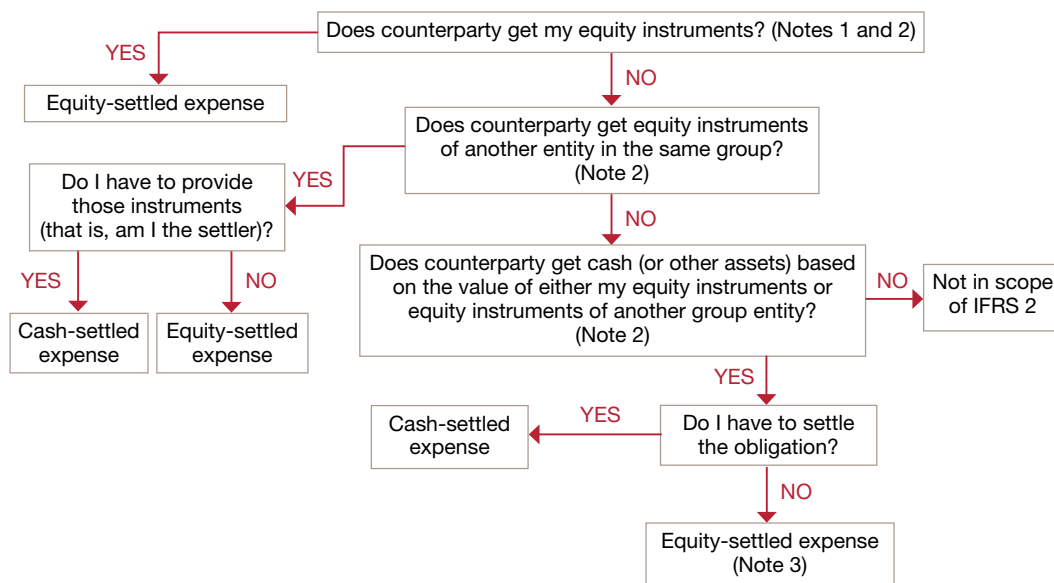 Does counterparty get my equity instruments? (Notes 1 and 2)
YES
NO
Equity-settled expense
Does counterparty get equity instruments
of another entity in the same group?
(Note 2)
YES
Do I have to provide
those instruments
(that is, am I the settler)?
NO
YES
NO
Cash-settled
expense
Equity-settled
expense
Does counterparty get cash (or other assets) based
on the value of either my equity instruments or
equity instruments of another group entity?
(Note 2)
NO
Not in scope
of IFRS 2
YES
Do I have to settle
the obligation?
YES
Cash-settled
expense
NO
Equity-settled expense
(Note 3)